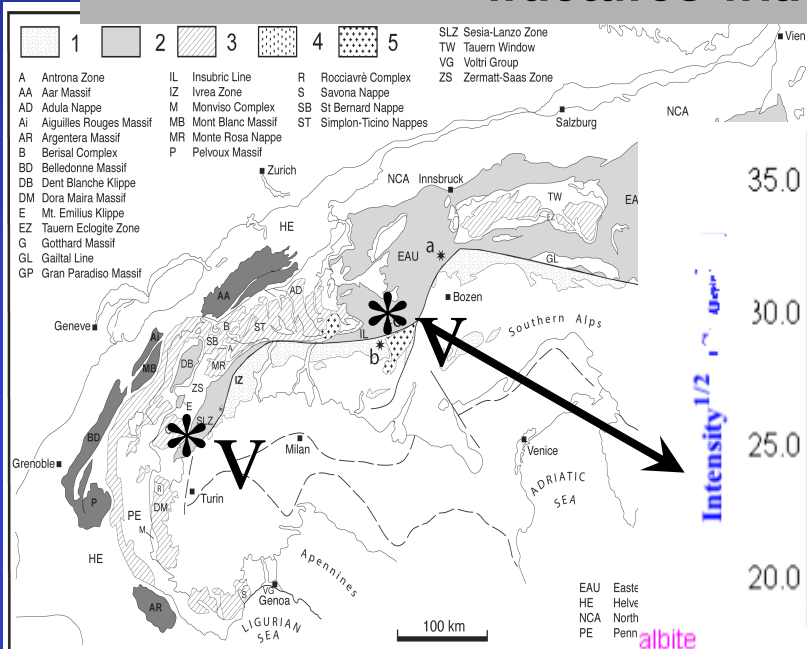 1 2 3 4 5
SLZ Sesia-Lanzo Zone
TW Tauern Window
VG Voltri Group
ZS Zermatt-Saas Zone
A Antrona Zone
AA Aar Massif
AD Adula Nappe
Ai Aiguilles Rouges Massif
AR Argentera Massif
B Berisal Complex
BD Belledonne Massif
DB Dent Blanche Klippe
DM Dora Maira Massif
E Mt. Emilius Klippe
EZ Tauern Eclogite Zone
G Gotthard Massif
GL Gailtal Line
GP Gran Paradiso Massif
IL Insubric Line
IZ Ivrea Zone
M Monviso Complex
MB Mont Blanc Massif
MR Monte Rosa Nappe
P Pelvoux Massif
R Rocciavrè Complex
S Savona Nappe
SB St Bernard Nappe
ST Simplon-Ticino Nappes
Vien
Salzburg
NCA
Zurich
NCA
Innsbruck
TW
EA
EZ
HE
EAU
a
GL
Bozen
AA
AD
Geneve
Ai
B
ST
SB
A
IL
b
V
Southern Alps
MB
DB
MR
IZ
ZS
E
SLZ
BD
V
Milan
Venice
Grenoble
Turin
ADRIATIC
SEA
P
R
PE
DM
M
HE
Apennines
S
VG
Genoa
AR
LIGURIAN
SEA
100 km
EAU Easte
HE Helve
NCA North
PE Penn
35.0
30.0
25.0
20.0
Intensity1/2
albite